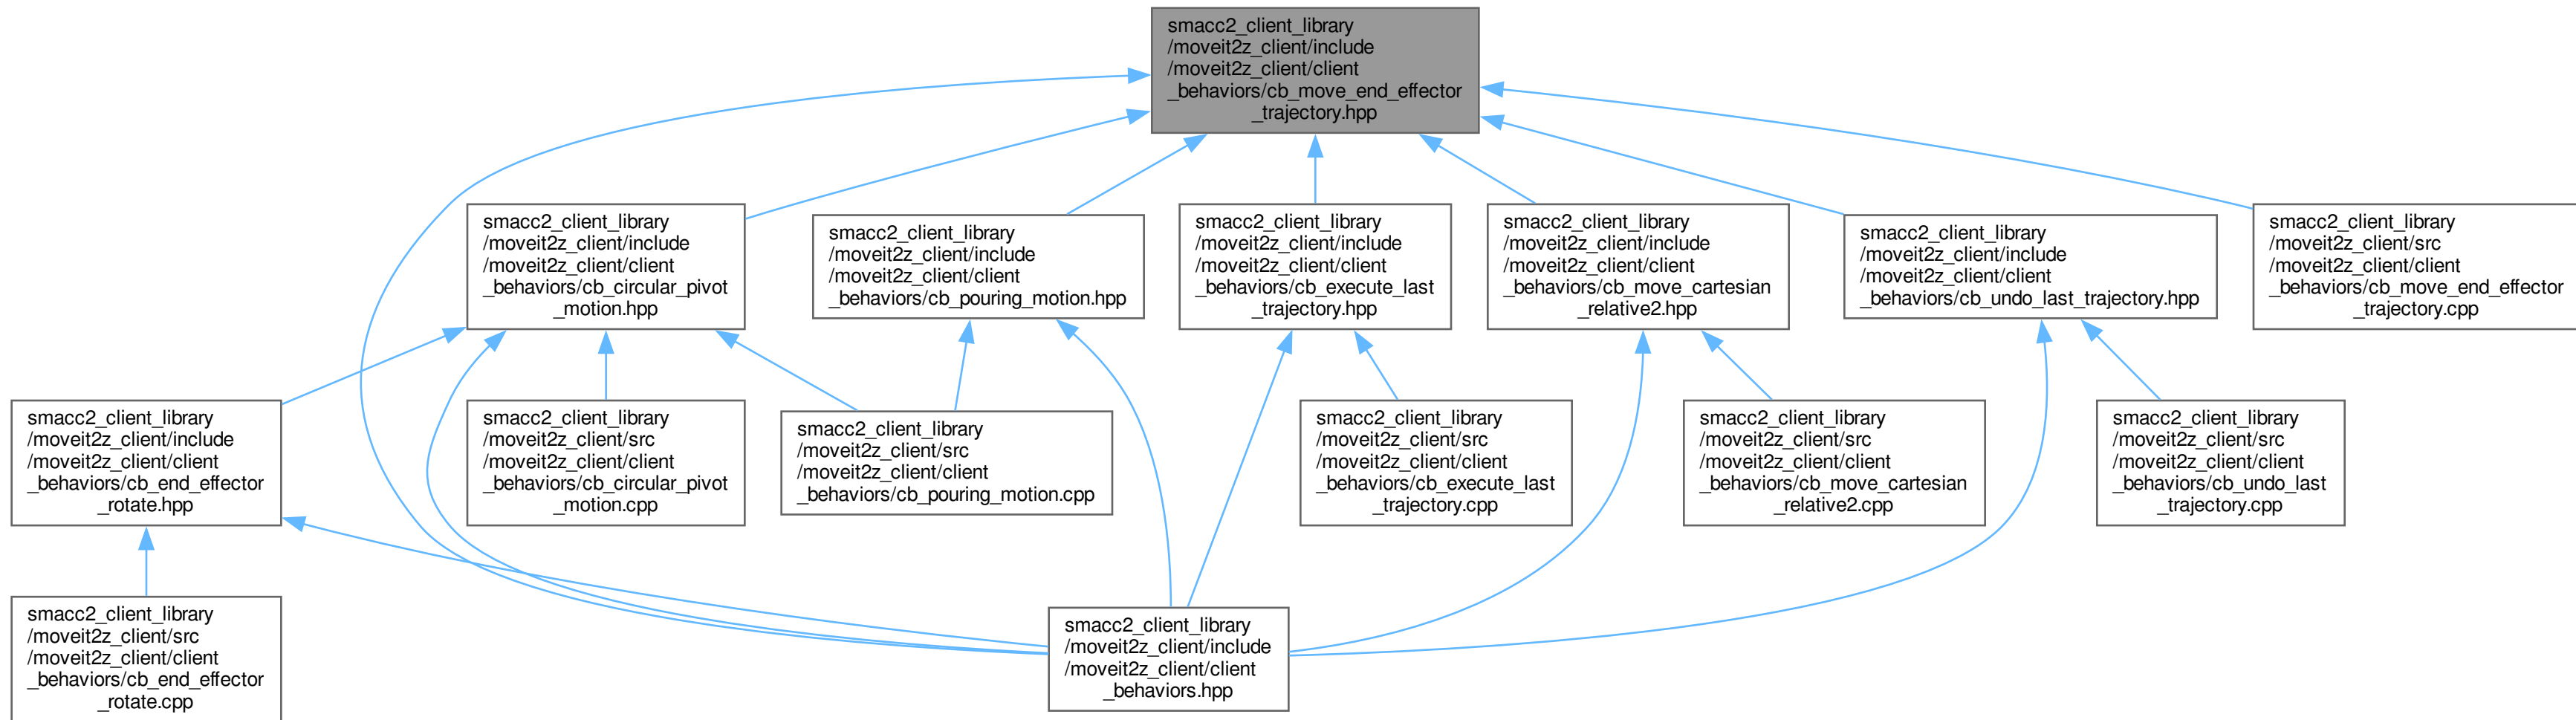 smacc2_client_library
/moveit2z_client/include
/moveit2z_client/client
_behaviors/cb_move_end_effector
_trajectory.hpp
smacc2_client_library
/moveit2z_client/include
/moveit2z_client/client
_behaviors/cb_circular_pivot
_motion.hpp
smacc2_client_library
/moveit2z_client/include
/moveit2z_client/client
_behaviors/cb_pouring_motion.hpp
smacc2_client_library
/moveit2z_client/include
/moveit2z_client/client
_behaviors/cb_execute_last
_trajectory.hpp
smacc2_client_library
/moveit2z_client/include
/moveit2z_client/client
_behaviors/cb_move_cartesian
_relative2.hpp
smacc2_client_library
/moveit2z_client/include
/moveit2z_client/client
_behaviors/cb_undo_last_trajectory.hpp
smacc2_client_library
/moveit2z_client/src
/moveit2z_client/client
_behaviors/cb_move_end_effector
_trajectory.cpp
smacc2_client_library
/moveit2z_client/include
/moveit2z_client/client
_behaviors/cb_end_effector
_rotate.hpp
smacc2_client_library
/moveit2z_client/src
/moveit2z_client/client
_behaviors/cb_circular_pivot
_motion.cpp
smacc2_client_library
/moveit2z_client/src
/moveit2z_client/client
_behaviors/cb_pouring_motion.cpp
smacc2_client_library
/moveit2z_client/src
/moveit2z_client/client
_behaviors/cb_execute_last
_trajectory.cpp
smacc2_client_library
/moveit2z_client/src
/moveit2z_client/client
_behaviors/cb_move_cartesian
_relative2.cpp
smacc2_client_library
/moveit2z_client/src
/moveit2z_client/client
_behaviors/cb_undo_last
_trajectory.cpp
smacc2_client_library
/moveit2z_client/src
/moveit2z_client/client
_behaviors/cb_end_effector
_rotate.cpp
smacc2_client_library
/moveit2z_client/include
/moveit2z_client/client
_behaviors.hpp